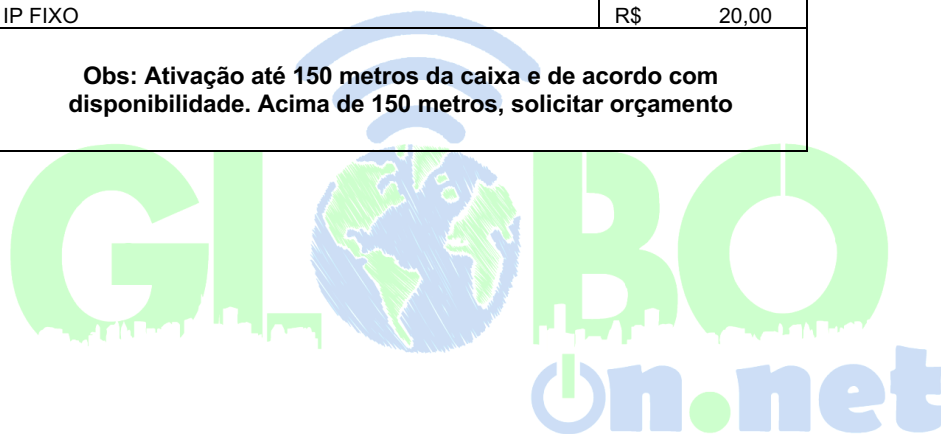 IP FIXO R$ 20,00
Obs: Ativação até 150 metros da caixa e de acordo com
disponibilidade. Acima de 150 metros, solicitar orçamento
GLOBO
on.net